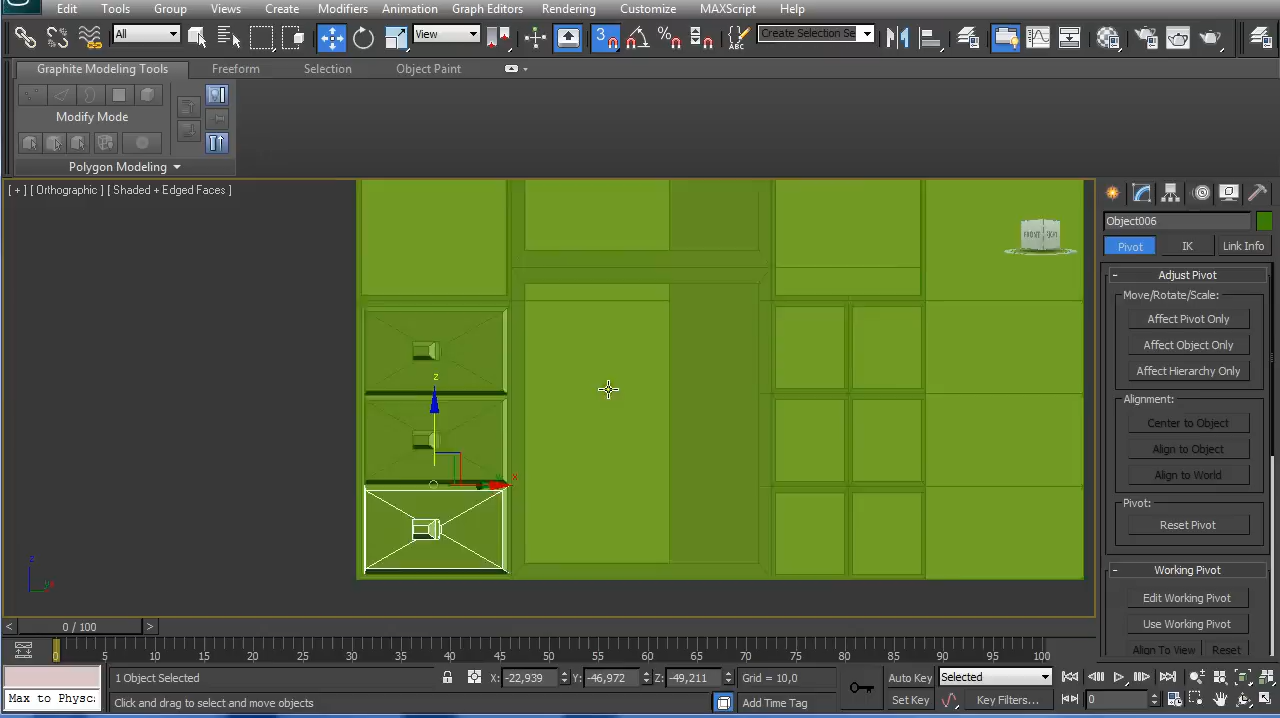 Edit Tools Group Views Create Modifiers Animation Graph Editors Rendering Customize MAXScript Help
All View 3 % ABC Create Selection Se
Graphite Modeling Tools Freeform Selection Object Paint
Modify Mode
Polygon Modeling
[ + ] [ Orthographic ] [ Shaded + Edged Faces ]
FRONT
Object006
Pivot IK Link Info
- Adjust Pivot
Move/Rotate/Scale:
Affect Pivot Only
Affect Object Only
Affect Hierarchy Only
Alignment:
Center to Object
Align to Object
Align to World
Pivot:
Reset Pivot
- Working Pivot
Edit Working Pivot
Use Working Pivot
Align To View Reset
z
x
z
< 0 / 100 >
0 5 10 15 20 25 30 35 40 45 50 55 60 65 70 75 80 85 90 95 100
1 Object Selected X: -22,939 Y: -46,972 Z: -49,211 Grid = 10,0 Auto Key Selected
Max to Physc: Click and drag to select and move objects Add Time Tag Set Key Key Filters... 0